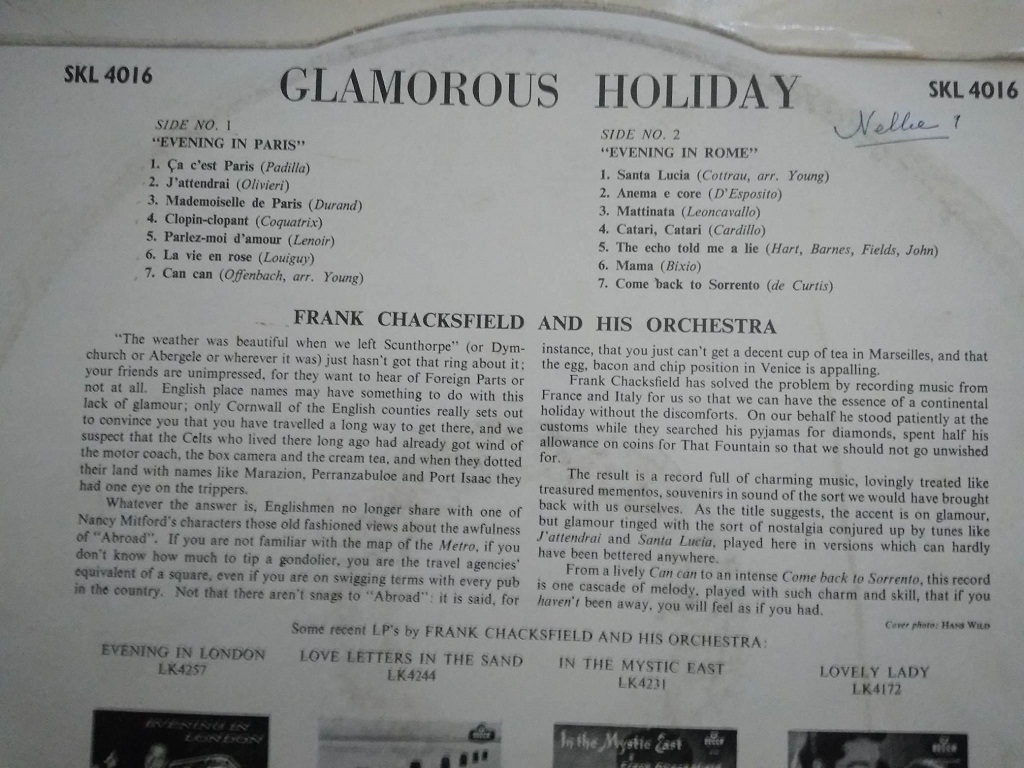 SKL 4016
GLAMOROUS HOLIDAY
SKL 4016
Nellie
SIDE NO. 1
"EVENING IN PARIS"
1. Ça c'est Paris (Padilla)
2. J'attendrai (Olivieri)
3. Mademoiselle de Paris (Durand)
4. Clopin-clopant (Coquatrix)
5. Parlez-moi d'amour (Lenoir)
6. La vie en rose (Louiguy)
7. Can can (Offenbach, arr. Young)
SIDE NO. 2
"EVENING IN ROME"
1. Santa Lucia (Cottrau, arr. Young)
2. Anema e core (D'Esposito)
3. Mattinata (Leoncavallo)
4. Catari, Catari (Cardillo)
5. The echo told me a lie (Hart, Barnes, Fields, John)
6. Mama (Bixio)
7. Come back to Sorrento (de Curtis)
FRANK CHACKSFIELD AND HIS ORCHESTRA
"The weather was beautiful when we left Scunthorpe" (or Dym-
church or Abergele or wherever it was) just hasn't got that ring about it;
your friends are unimpressed, for they want to hear of Foreign Parts or
not at all. English place names may have something to do with this
lack of glamour; only Cornwall of the English counties really sets out
to convince you that you have travelled a long way to get there, and we
suspect that the Celts who lived there long ago had already got wind of
the motor coach, the box camera and the cream tea, and when they dotted
their land with names like Marazion, Perranzabuloe and Port Isaac they
had one eye on the trippers.
Whatever the answer is, Englishmen no longer share with one of
Nancy Mitford's characters those old fashioned views about the awfulness
of "Abroad". If you are not familiar with the map of the Metro, if you
don't know how much to tip a gondolier, you are the travel agencies'
equivalent of a square, even if you are on swigging terms with every pub
in the country. Not that there aren't snags to "Abroad": it is said, for
instance, that you just can't get a decent cup of tea in Marseilles, and that
the egg, bacon and chip position in Venice is appalling.
Frank Chacksfield has solved the problem by recording music from
France and Italy for us so that we can have the essence of a continental
holiday without the discomforts. On our behalf he stood patiently at the
customs while they searched his pyjamas for diamonds, spent half his
allowance on coins for That Fountain so that we should not go unwished
for.
The result is a record full of charming music, lovingly treated like
treasured mementos, souvenirs in sound of the sort we would have brought
back with us ourselves. As the title suggests, the accent is on glamour,
but glamour tinged with the sort of nostalgia conjured up by tunes like
J'attendrai and Santa Lucia, played here in versions which can hardly
have been bettered anywhere.
From a lively Can can to an intense Come back to Sorrento, this record
is one cascade of melody, played with such charm and skill, that if you
haven't been away, you will feel as if you had.
Cover photo: HANS WILD
Some recent LP's by FRANK CHACKSFIELD AND HIS ORCHESTRA:
EVENING IN LONDON
LK4257
LOVE LETTERS IN THE SAND
LK4244
IN THE MYSTIC EAST
LK4231
LOVELY LADY
LK4172
EVENING IN
LONDON
DECCA
In the Mystic East
DECCA
DECCA